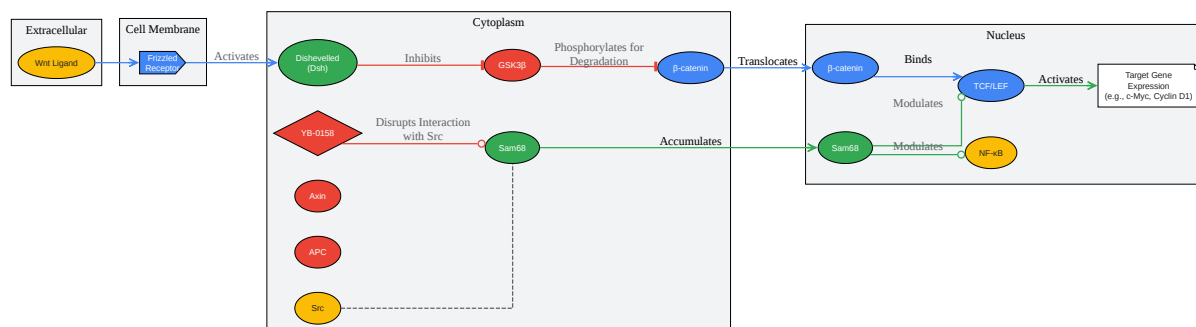 Extracellular
Wnt Ligand
Cell Membrane
Frizzled
Receptor
Activates
Cytoplasm
Dishevelled
(Dsh)
Inhibits
GSK3β
Phosphorylates for
Degradation
β-catenin
Translocates
YB-0158
Disrupts Interaction
with Src
Sam68
Accumulates
Axin
APC
Src
Nucleus
β-catenin
Binds
TCF/LEF
Activates
Target Gene
Expression
(e.g., c-Myc, Cyclin D1)
Modulates
Sam68
Modulates
NF-κB